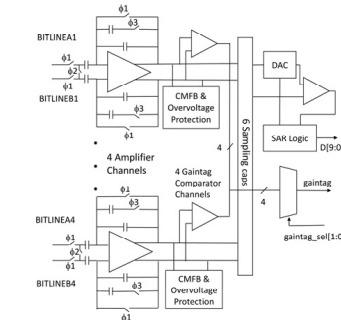 ϕ1
ϕ3
BITLINEA1
ϕ1
ϕ2
ϕ1
BITLINEB1
ϕ3
ϕ1
CMFB &
Overvoltage
Protection
DAC
SAR Logic
D[9:0
6 Sampling caps
4
4 Amplifier
Channels
4 Gaintag
Comparator
Channels
4
gaintag
gaintag_sel[1:0
ϕ1
ϕ3
BITLINEA4
ϕ1
ϕ2
ϕ1
BITLINEB4
ϕ3
ϕ1
CMFB &
Overvoltage
Protection